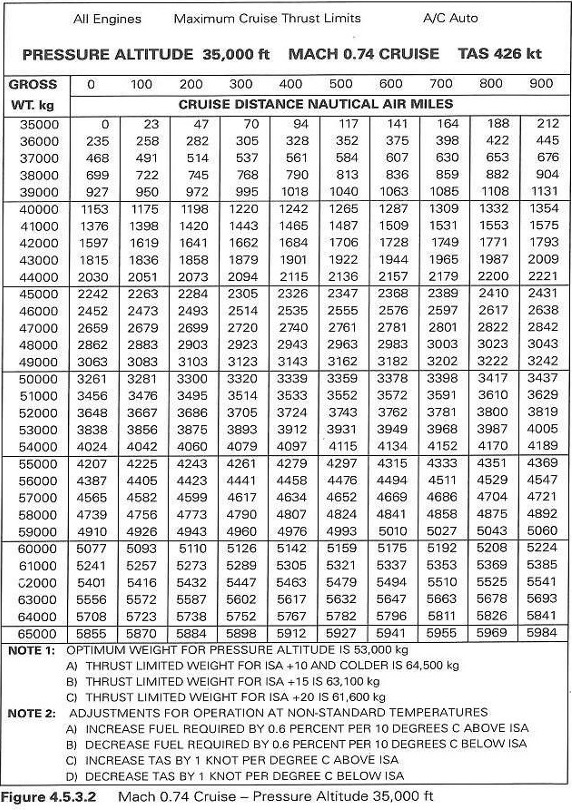 All Engines Maximum Cruise Thrust Limits A/C Auto
PRESSURE ALTITUDE 35,000 ft MACH 0.74 CRUISE TAS 426 kt
GROSS 0 100 200 300 400 500 600 700 800 900
WT. kg CRUISE DISTANCE NAUTICAL AIR MILES
35000 0 23 47 70 94 117 141 164 188 212
36000 235 258 282 305 328 352 375 398 422 445
37000 468 491 514 537 561 584 607 630 653 676
38000 699 722 745 768 790 813 836 859 882 904
39000 927 950 972 995 1018 1040 1063 1085 1108 1131
40000 1153 1175 1198 1220 1242 1265 1287 1309 1332 1354
41000 1376 1398 1420 1443 1465 1487 1509 1531 1553 1575
42000 1597 1619 1641 1662 1684 1706 1728 1749 1771 1793
43000 1815 1836 1858 1879 1901 1922 1944 1965 1987 2009
44000 2030 2051 2073 2094 2115 2136 2157 2179 2200 2221
45000 2242 2263 2284 2305 2326 2347 2368 2389 2410 2431
46000 2452 2473 2493 2514 2535 2555 2576 2597 2617 2638
47000 2659 2679 2699 2720 2740 2761 2781 2801 2822 2842
48000 2862 2883 2903 2923 2943 2963 2983 3003 3023 3043
49000 3063 3083 3103 3123 3143 3162 3182 3202 3222 3242
50000 3261 3281 3300 3320 3339 3359 3378 3398 3417 3437
51000 3456 3476 3495 3514 3533 3552 3572 3591 3610 3629
52000 3648 3667 3686 3705 3724 3743 3762 3781 3800 3819
53000 3838 3856 3875 3893 3912 3931 3949 3968 3987 4005
54000 4024 4042 4060 4079 4097 4115 4134 4152 4170 4189
55000 4207 4225 4243 4261 4279 4297 4315 4333 4351 4369
56000 4387 4405 4423 4441 4458 4476 4494 4511 4529 4547
57000 4565 4582 4599 4617 4634 4652 4669 4686 4704 4721
58000 4739 4756 4773 4790 4807 4824 4841 4858 4875 4892
59000 4910 4926 4943 4960 4976 4993 5010 5027 5043 5060
60000 5077 5093 5110 5126 5142 5159 5175 5192 5208 5224
61000 5241 5257 5273 5289 5305 5321 5337 5353 5369 5385
62000 5401 5416 5432 5447 5463 5479 5494 5510 5525 5541
63000 5556 5572 5587 5602 5617 5632 5647 5663 5678 5693
64000 5708 5723 5738 5752 5767 5782 5796 5811 5826 5841
65000 5855 5870 5884 5898 5912 5927 5941 5955 5969 5984
NOTE 1: OPTIMUM WEIGHT FOR PRESSURE ALTITUDE IS 53,000 kg
A) THRUST LIMITED WEIGHT FOR ISA +10 AND COLDER IS 64,500 kg
B) THRUST LIMITED WEIGHT FOR ISA +15 IS 63,100 kg
C) THRUST LIMITED WEIGHT FOR ISA +20 IS 61,600 kg
NOTE 2: ADJUSTMENTS FOR OPERATION AT NON-STANDARD TEMPERATURES
A) INCREASE FUEL REQUIRED BY 0.6 PERCENT PER 10 DEGREES C ABOVE ISA
B) DECREASE FUEL REQUIRED BY 0.6 PERCENT PER 10 DEGREES C BELOW ISA
C) INCREASE TAS BY 1 KNOT PER DEGREE C ABOVE ISA
D) DECREASE TAS BY 1 KNOT PER DEGREE C BELOW ISA
Figure 4.5.3.2 Mach 0.74 Cruise – Pressure Altitude 35,000 ft